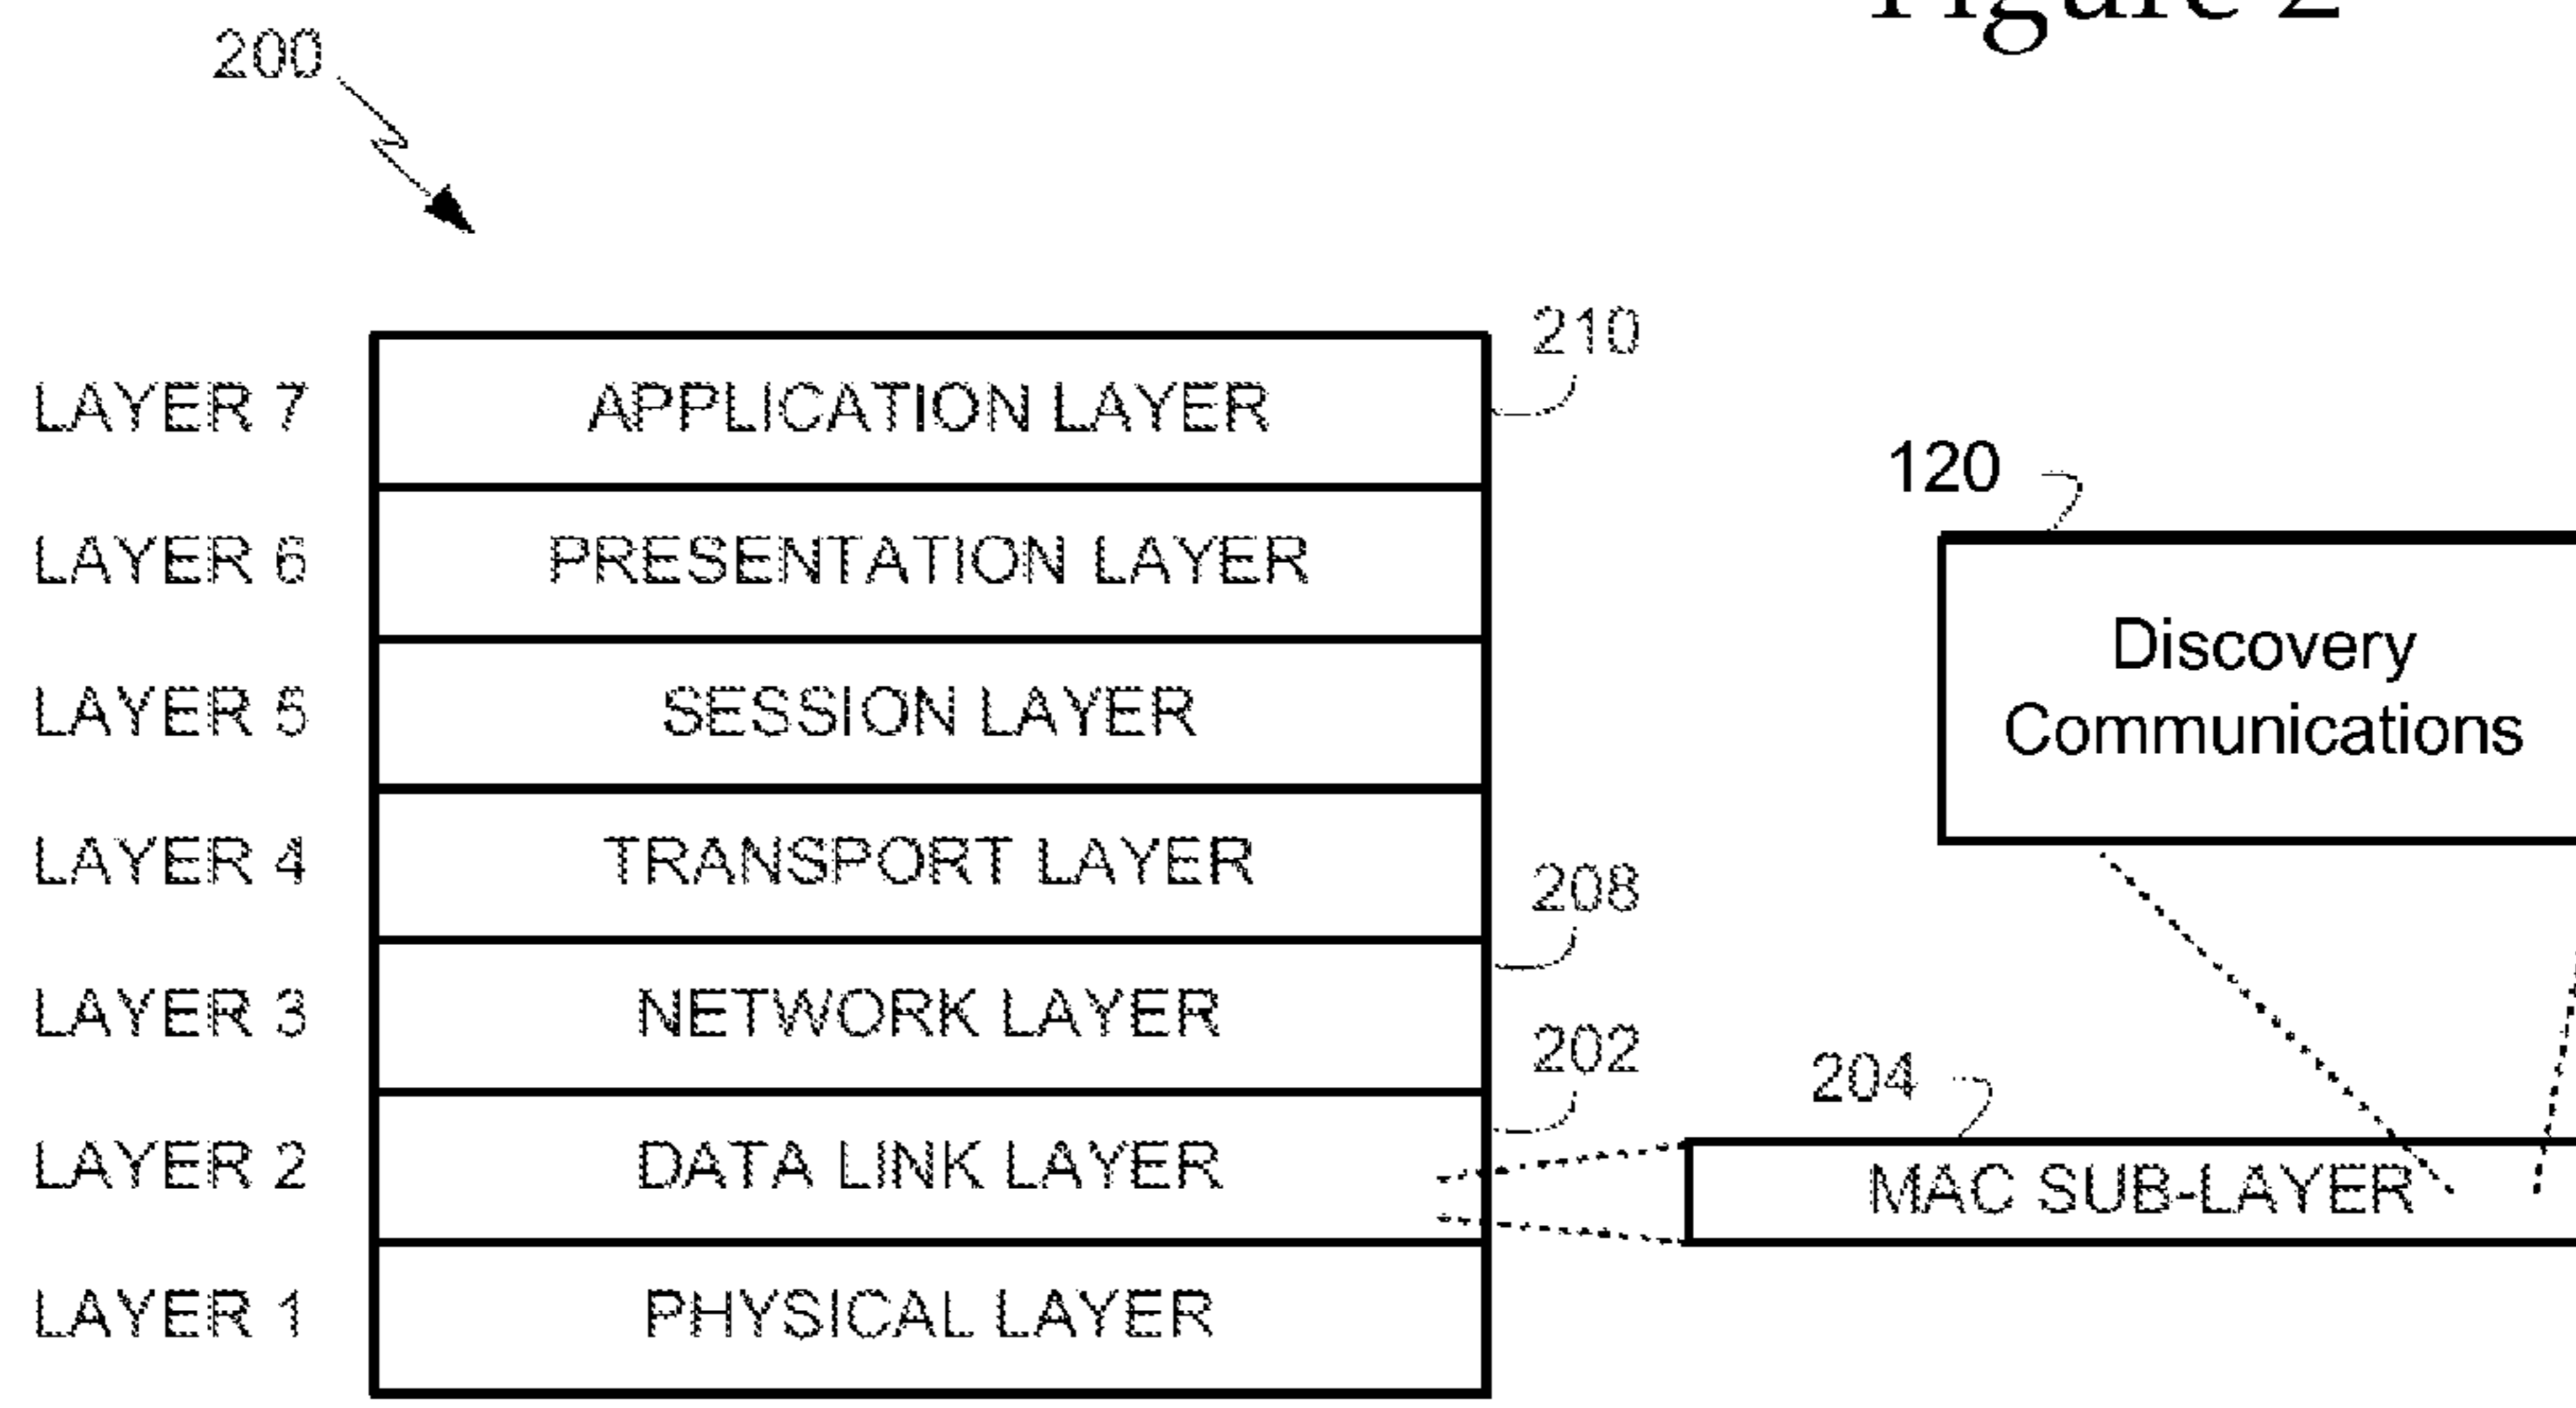 Figure 2
200
210
LAYER 7 APPLICATION LAYER
120
LAYER 6 PRESENTATION LAYER
Discovery
Communications
LAYER 5 SESSION LAYER
LAYER 4 TRANSPORT LAYER
208
LAYER 3 NETWORK LAYER
202
204
LAYER 2 DATA LINK LAYER
MAC SUB-LAYER
LAYER 1 PHYSICAL LAYER